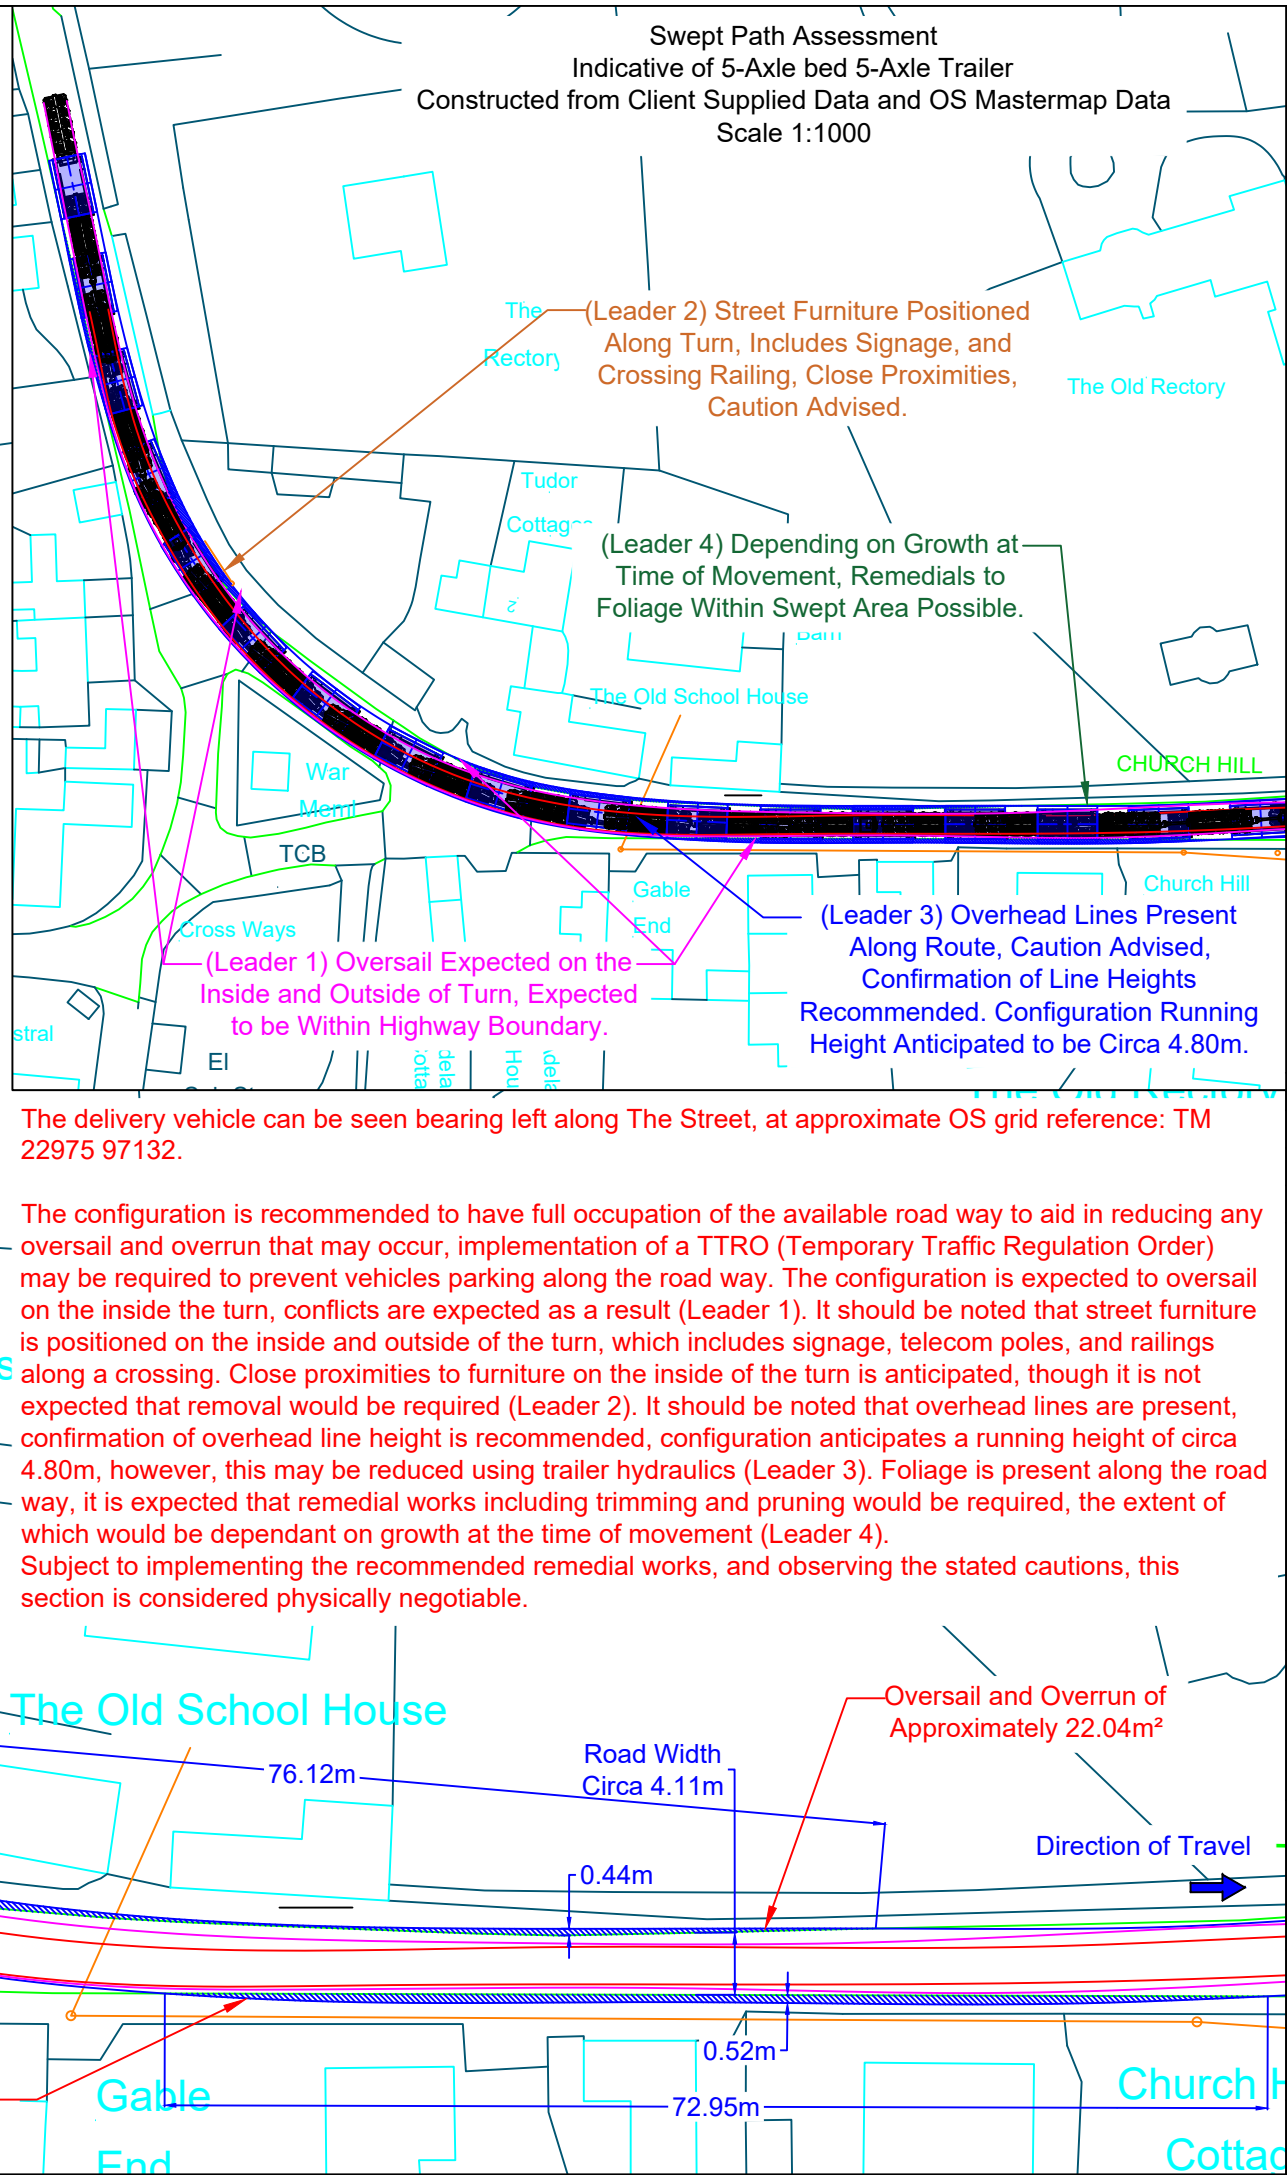 Swept Path Assessment
Indicative of 5-Axle bed 5-Axle Trailer
Constructed from Client Supplied Data and OS Mastermap Data
Scale 1:1000
The
Rectory
(Leader 2) Street Furniture Positioned
Along Turn, Includes Signage, and
Crossing Railing, Close Proximities,
Caution Advised.
The Old Rectory
Tudor
Cottages
(Leader 4) Depending on Growth at
Time of Movement, Remedials to
Foliage Within Swept Area Possible.
2
Barn
The Old School House
CHURCH HILL
War
Meml
TCB
Gable
End
Church Hill
Cross Ways
(Leader 1) Oversail Expected on the
Inside and Outside of Turn, Expected
to be Within Highway Boundary.
(Leader 3) Overhead Lines Present
Along Route, Caution Advised,
Confirmation of Line Heights
Recommended. Configuration Running
Height Anticipated to be Circa 4.80m.
stral
El
The Old Rectory
The delivery vehicle can be seen bearing left along The Street, at approximate OS grid reference: TM
22975 97132.
The configuration is recommended to have full occupation of the available road way to aid in reducing any
oversail and overrun that may occur, implementation of a TTRO (Temporary Traffic Regulation Order)
may be required to prevent vehicles parking along the road way. The configuration is expected to oversail
on the inside the turn, conflicts are expected as a result (Leader 1). It should be noted that street furniture
is positioned on the inside and outside of the turn, which includes signage, telecom poles, and railings
along a crossing. Close proximities to furniture on the inside of the turn is anticipated, though it is not
expected that removal would be required (Leader 2). It should be noted that overhead lines are present,
confirmation of overhead line height is recommended, configuration anticipates a running height of circa
4.80m, however, this may be reduced using trailer hydraulics (Leader 3). Foliage is present along the road
way, it is expected that remedial works including trimming and pruning would be required, the extent of
which would be dependant on growth at the time of movement (Leader 4).
Subject to implementing the recommended remedial works, and observing the stated cautions, this
section is considered physically negotiable.
The Old School House
Oversail and Overrun of
Approximately 22.04m²
Road Width
Circa 4.11m
76.12m
Direction of Travel
0.44m
0.52m
72.95m
Gable
End
Church H
Cottag